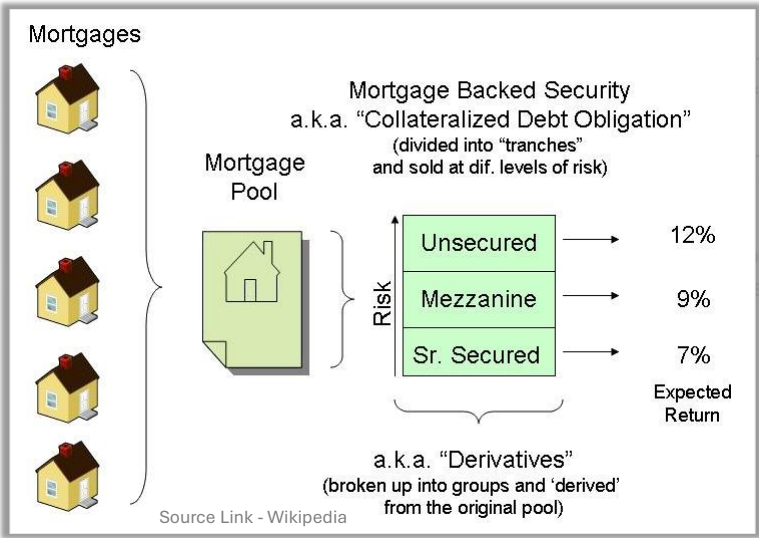 Mortgages
Mortgage Backed Security
a.k.a. “Collateralized Debt Obligation”
(divided into “tranches”
and sold at dif. levels of risk)
Mortgage
Pool
Risk
Unsecured
12%
Mezzanine
9%
Sr. Secured
7%
Expected
Return
a.k.a. “Derivatives”
(broken up into groups and ‘derived’
from the original pool)
Source Link - Wikipedia